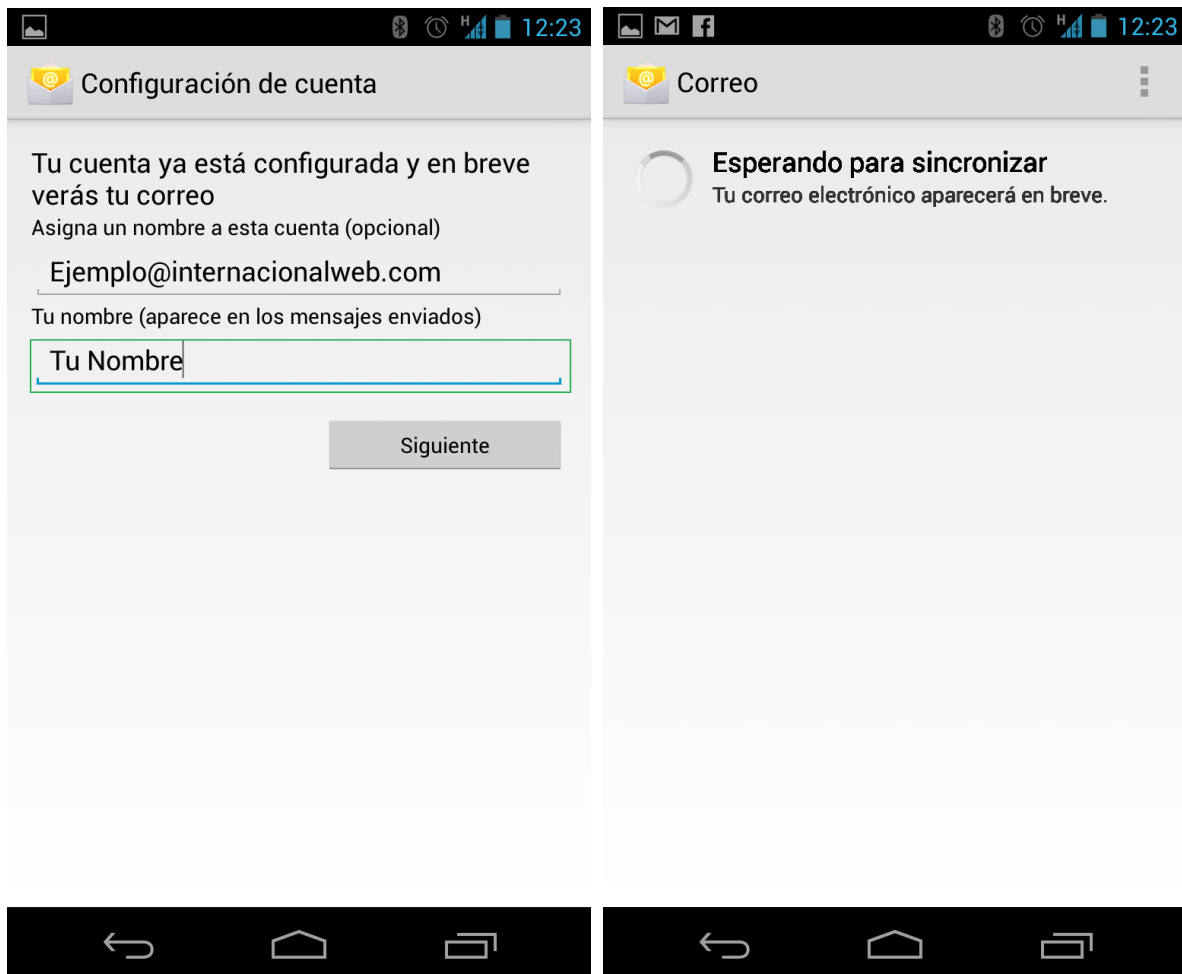 12:23
Configuración de cuenta
Tu cuenta ya está configurada y en breve
verás tu correo
Asigna un nombre a esta cuenta (opcional)
Ejemplo@internacionalweb.com
Tu nombre (aparece en los mensajes enviados)
Tu Nombre
Siguiente
12:23
Correo
Esperando para sincronizar
Tu correo electrónico aparecerá en breve.